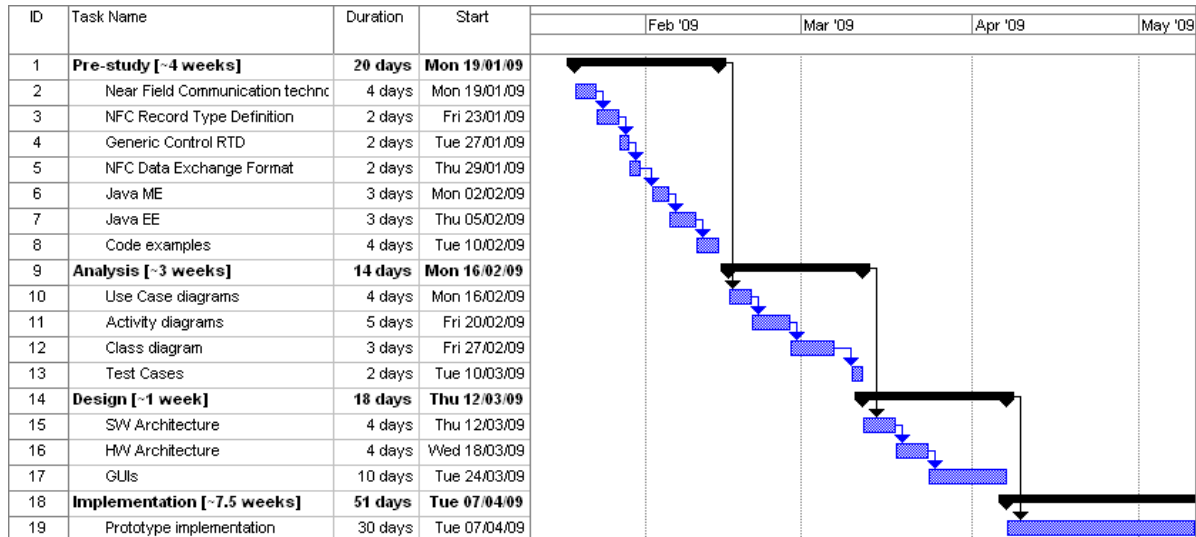 ID Task Name Duration Start Feb '09 Mar '09 Apr '09 May '09
1 Pre-study [~4 weeks] 20 days Mon 19/01/09
2 Near Field Communication techno 4 days Mon 19/01/09
3 NFC Record Type Definition 2 days Fri 23/01/09
4 Generic Control RTD 2 days Tue 27/01/09
5 NFC Data Exchange Format 2 days Thu 29/01/09
6 Java ME 3 days Mon 02/02/09
7 Java EE 3 days Thu 05/02/09
8 Code examples 4 days Tue 10/02/09
9 Analysis [~3 weeks] 14 days Mon 16/02/09
10 Use Case diagrams 4 days Mon 16/02/09
11 Activity diagrams 5 days Fri 20/02/09
12 Class diagram 3 days Fri 27/02/09
13 Test Cases 2 days Tue 10/03/09
14 Design [~1 week] 18 days Thu 12/03/09
15 SW Architecture 4 days Thu 12/03/09
16 HW Architecture 4 days Wed 18/03/09
17 GUIs 10 days Tue 24/03/09
18 Implementation [~7.5 weeks] 51 days Tue 07/04/09
19 Prototype implementation 30 days Tue 07/04/09